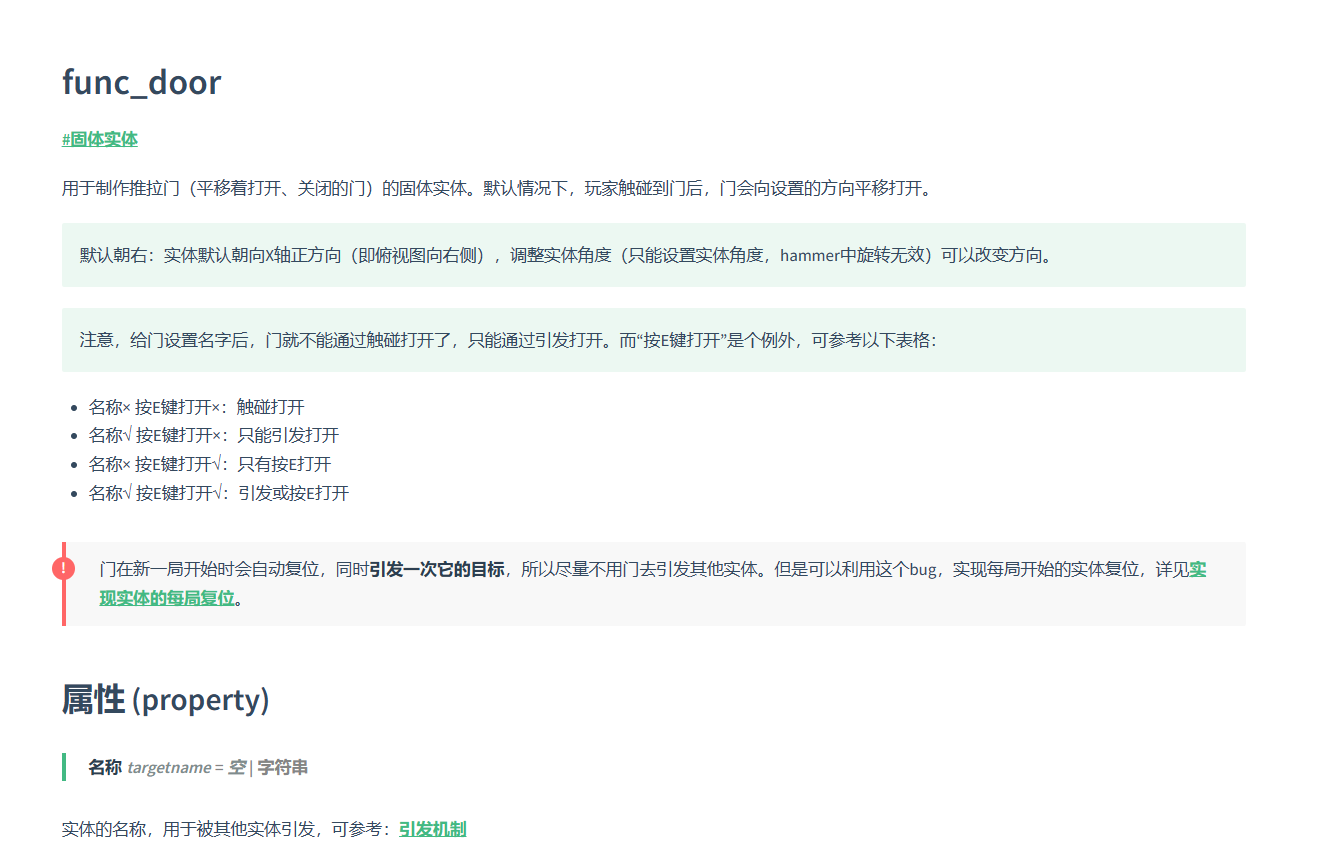 func_door
#固体实体
用于制作推拉门（平移着打开、关闭的门）的固体实体。默认情况下，玩家触碰到门后，门会向设置的方向平移打开。
默认朝右：实体默认朝向X轴正方向（即俯视图向右侧），调整实体角度（只能设置实体角度，hammer中旋转无效）可以改变方向。
注意，给门设置名字后，门就不能通过触碰打开了，只能通过引发打开。而“按E键打开”是个例外，可参考以下表格：
名称× 按E键打开×：触碰打开
名称√ 按E键打开×：只能引发打开
名称× 按E键打开√：只有按E打开
名称√ 按E键打开√：引发或按E打开
! 门在新一局开始时会自动复位，同时引发一次它的目标，所以尽量不用门去引发其他实体。但是可以利用这个bug，实现每局开始的实体复位，详见实
现实体的每局复位。
属性 (property)
名称 targetname = 空 | 字符串
实体的名称，用于被其他实体引发，可参考：引发机制